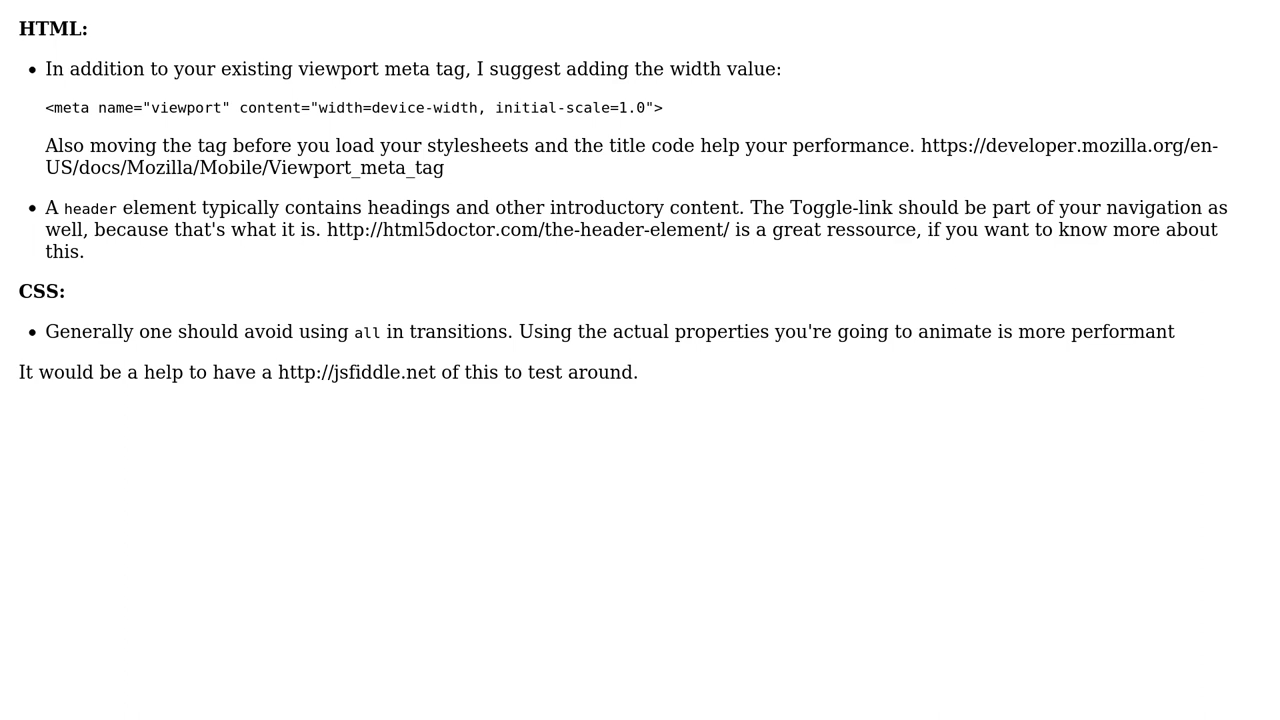 HTML:
In addition to your existing viewport meta tag, I suggest adding the width value:
<meta name="viewport" content="width=device-width, initial-scale=1.0">
Also moving the tag before you load your stylesheets and the title code help your performance. https://developer.mozilla.org/en-
US/docs/Mozilla/Mobile/Viewport_meta_tag
A header element typically contains headings and other introductory content. The Toggle-link should be part of your navigation as
well, because that's what it is. http://html5doctor.com/the-header-element/ is a great ressource, if you want to know more about
this.
CSS:
Generally one should avoid using all in transitions. Using the actual properties you're going to animate is more performant
It would be a help to have a http://jsfiddle.net of this to test around.